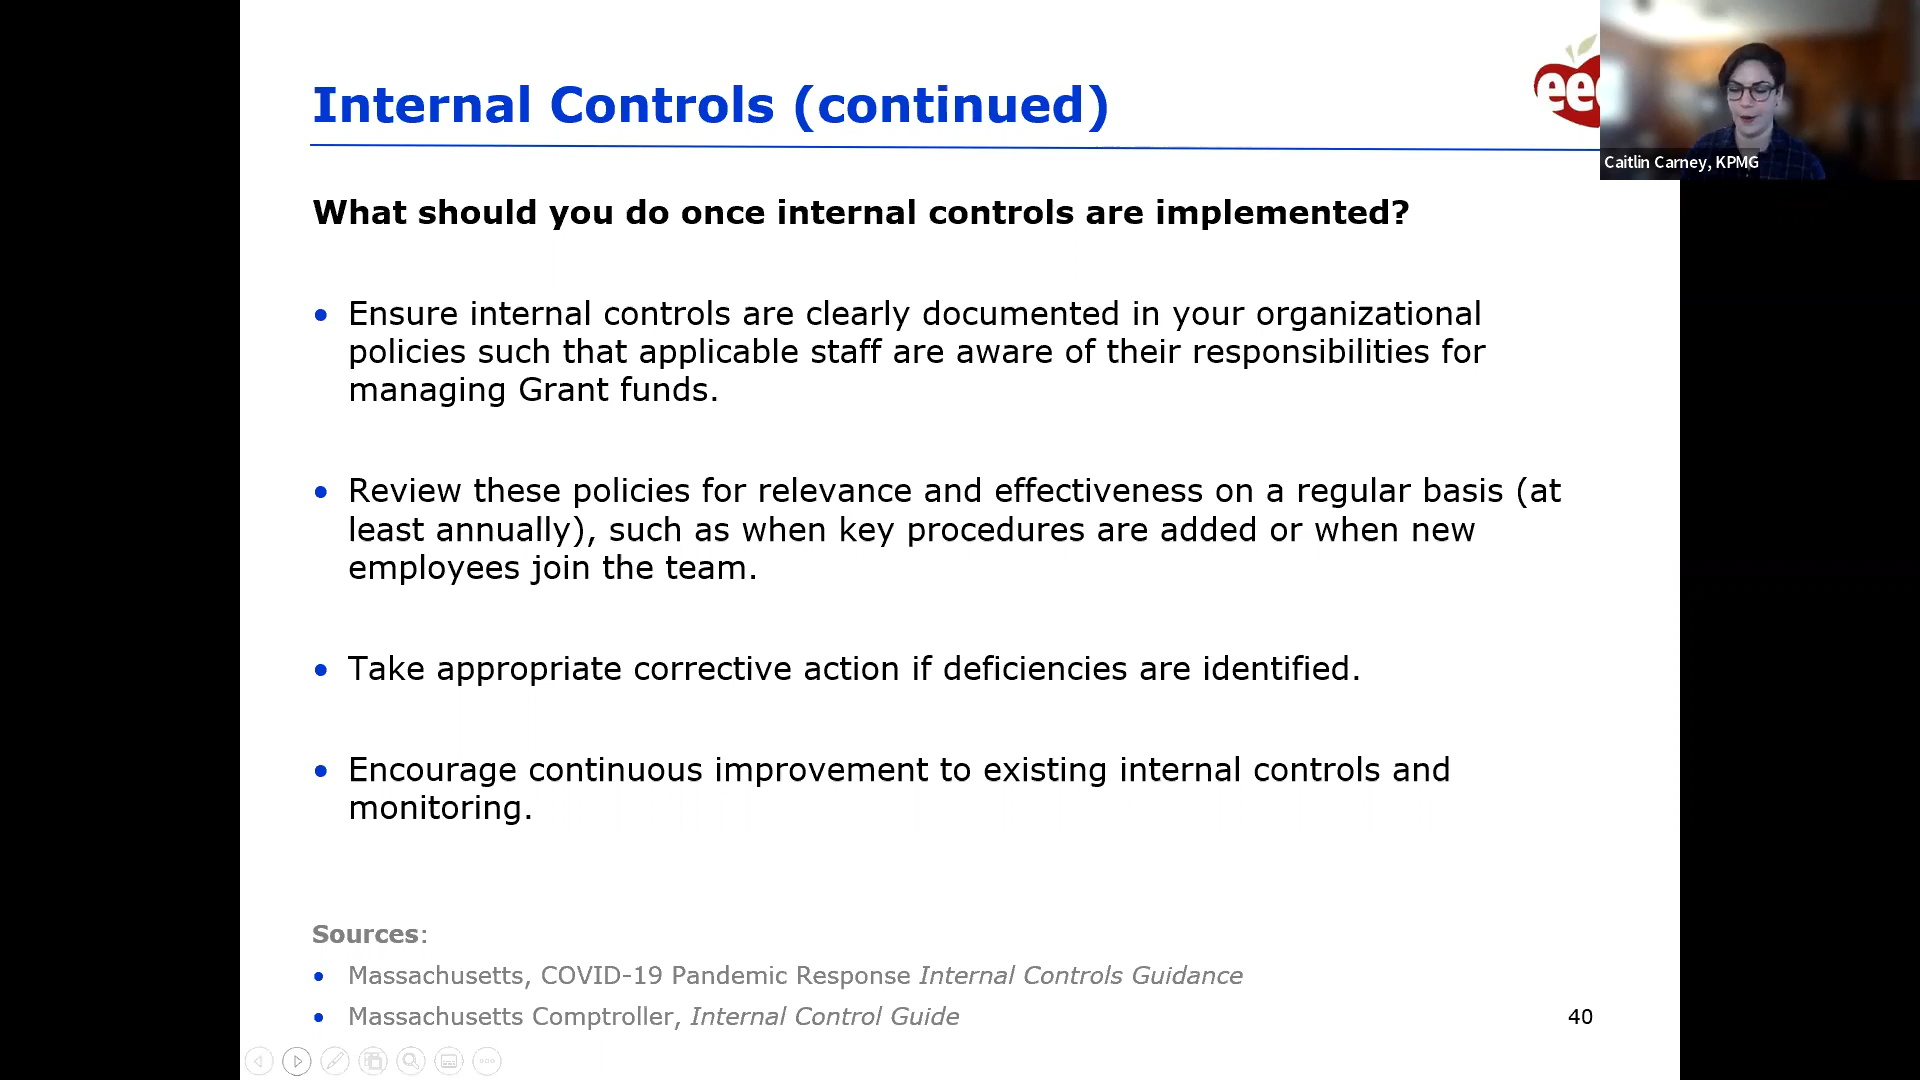 Internal Controls (continued)
ee
Caitlin Carney, KPMG
What should you do once internal controls are implemented?
• Ensure internal controls are clearly documented in your organizational
policies such that applicable staff are aware of their responsibilities for
managing Grant funds.
• Review these policies for relevance and effectiveness on a regular basis (at
least annually), such as when key procedures are added or when new
employees join the team.
• Take appropriate corrective action if deficiencies are identified.
• Encourage continuous improvement to existing internal controls and
monitoring.
Sources:
• Massachusetts, COVID-19 Pandemic Response Internal Controls Guidance
• Massachusetts Comptroller, Internal Control Guide
40